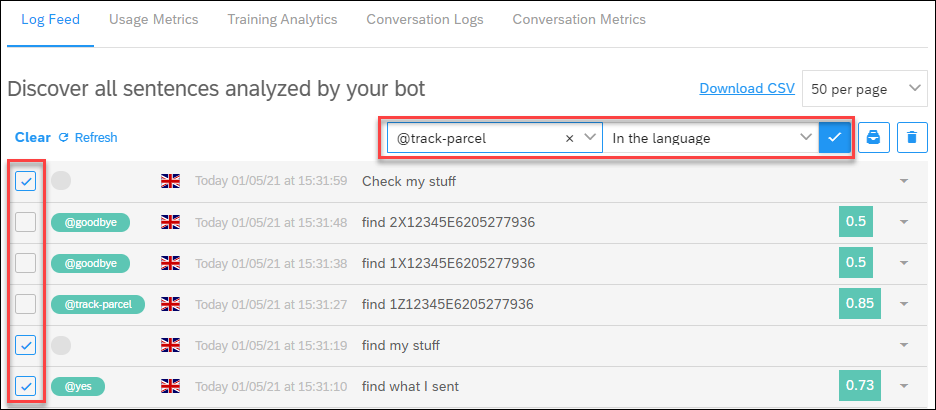 Log Feed Usage Metrics Training Analytics Conversation Logs Conversation Metrics
Discover all sentences analyzed by your bot Download CSV 50 per page
Clear Refresh @track-parcel × In the language
Today 01/05/21 at 15:31:59 Check my stuff
@goodbye Today 01/05/21 at 15:31:48 find 2X12345E6205277936 0.5
@goodbye Today 01/05/21 at 15:31:38 find 1X12345E6205277936 0.5
@track-parcel Today 01/05/21 at 15:31:27 find 1Z12345E6205277936 0.85
Today 01/05/21 at 15:31:19 find my stuff
@yes Today 01/05/21 at 15:31:10 find what I sent 0.73